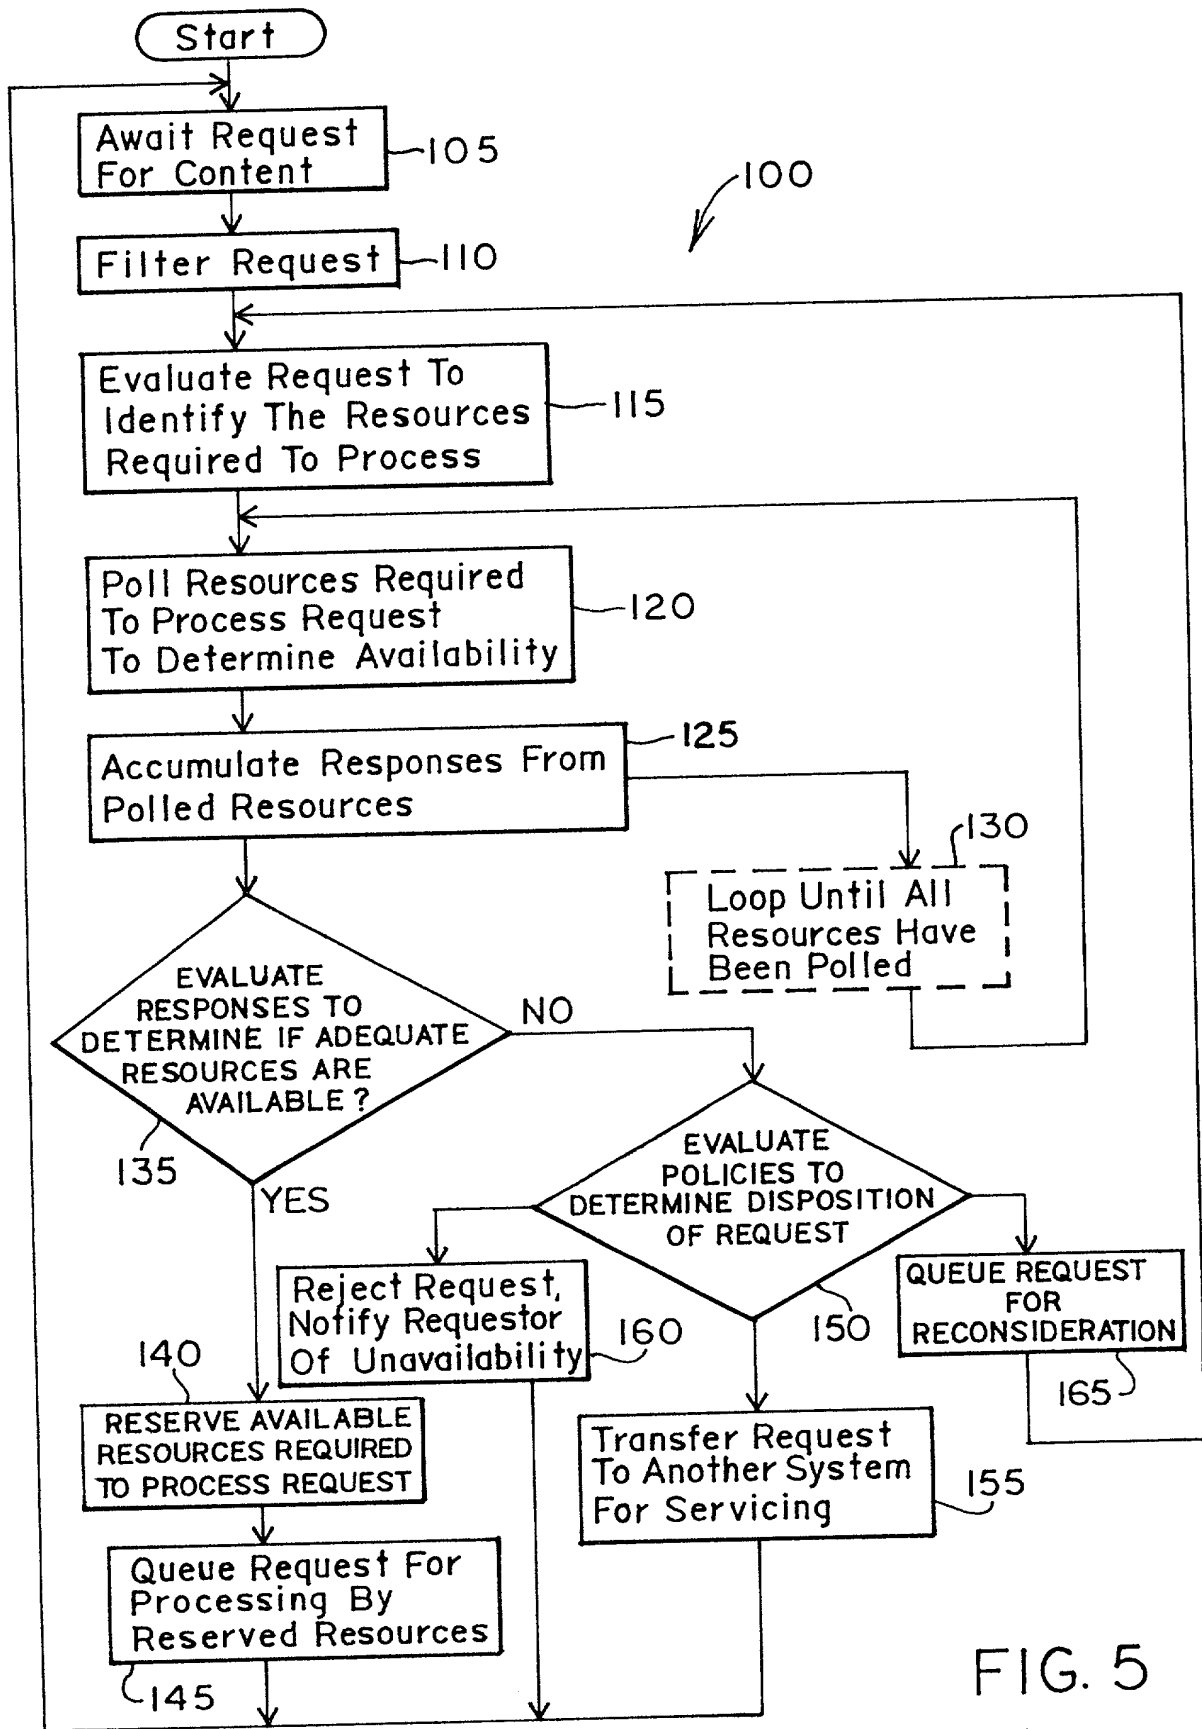 Start
Await Request
For Content
105
100
Filter Request
110
Evaluate Request To
Identify The Resources
Required To Process
115
Poll Resources Required
To Process Request
To Determine Availability
120
Accumulate Responses From
Polled Resources
125
130
Loop Until All
Resources Have
Been Polled
EVALUATE
RESPONSES TO
DETERMINE IF ADEQUATE
RESOURCES ARE
AVAILABLE?
NO
135
YES
EVALUATE
POLICIES TO
DETERMINE DISPOSITION
OF REQUEST
150
Reject Request,
Notify Requestor
Of Unavailability
160
QUEUE REQUEST
FOR
RECONSIDERATION
165
140
RESERVE AVAILABLE
RESOURCES REQUIRED
TO PROCESS REQUEST
Transfer Request
To Another System
For Servicing
155
Queue Request For
Processing By
Reserved Resources
145
FIG. 5